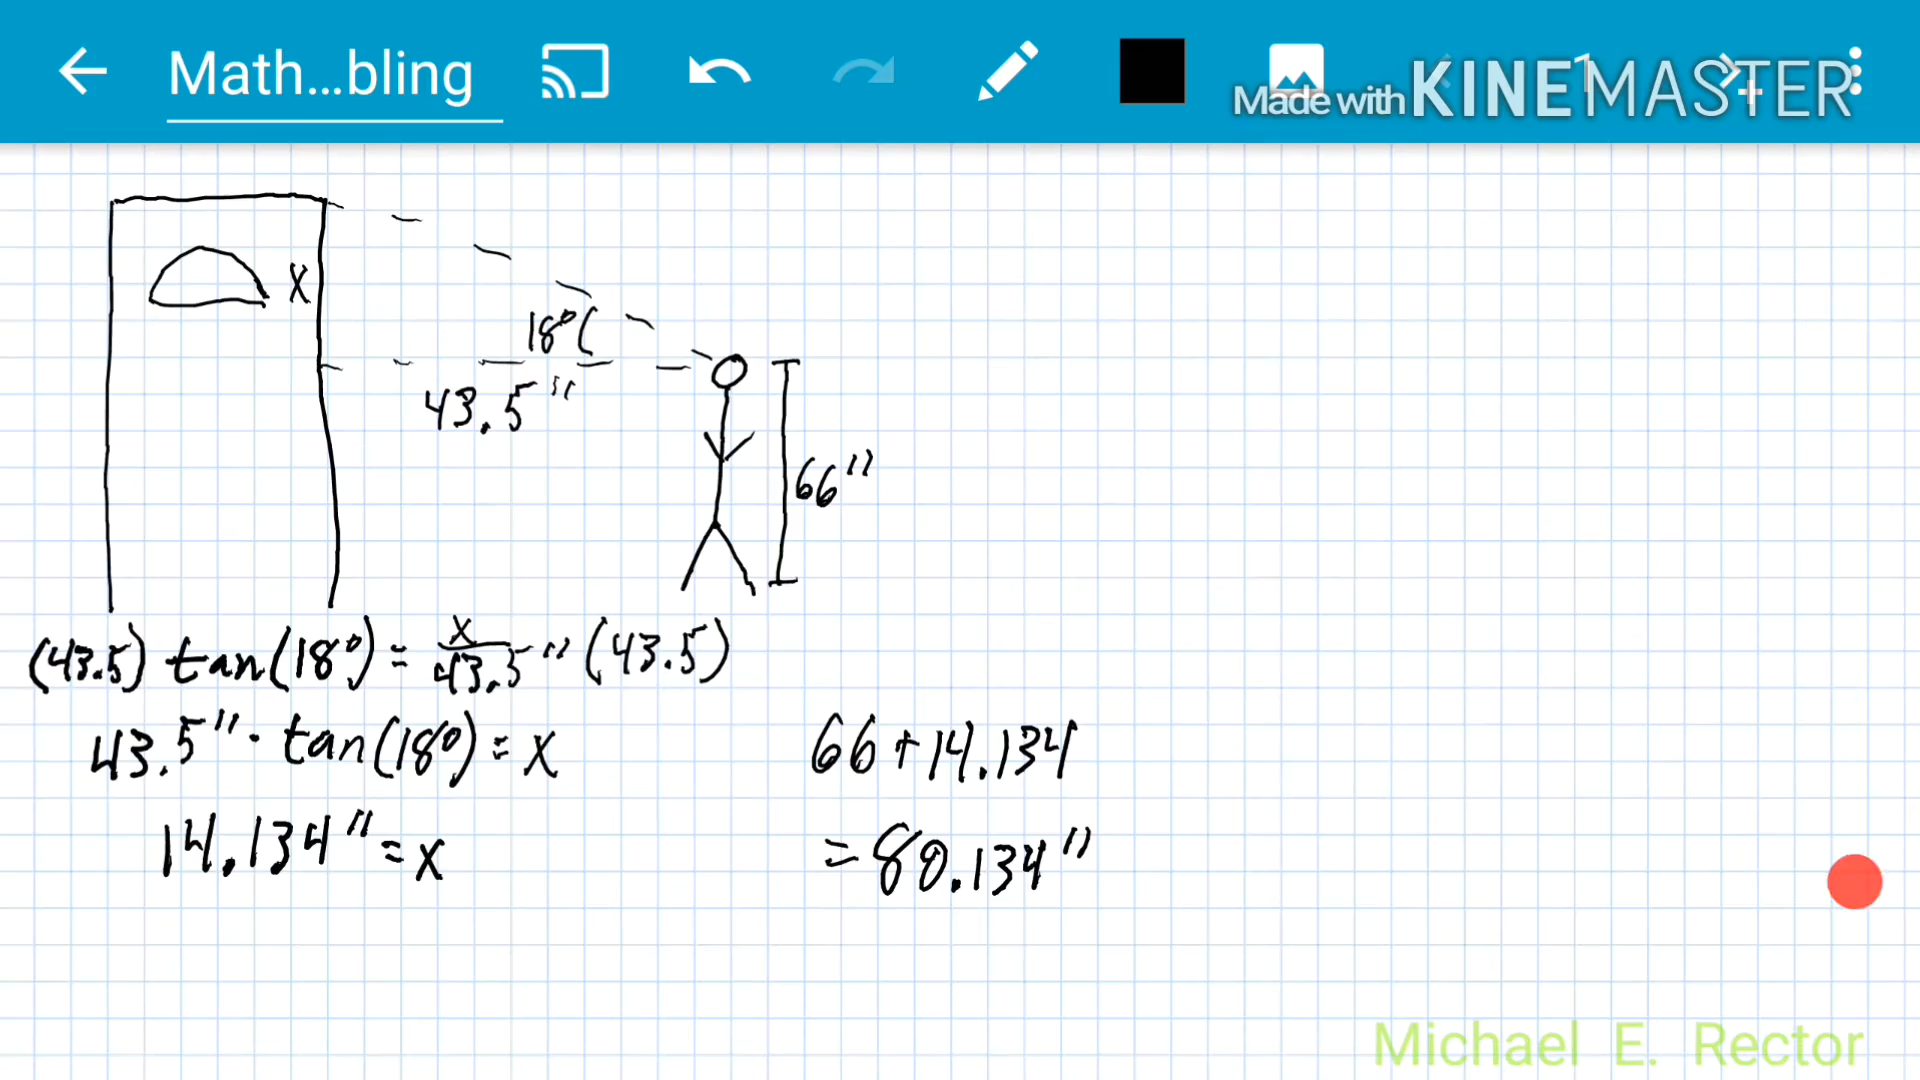 Math...bling
1
Made with KINEMASTER
X
18°
43.5"
66"
(43.5) tan(18°) = x/43.5" (43.5)
43.5" · tan(18°) = x
66+14.134
14.134" = x
= 80.134"
Michael E. Rector